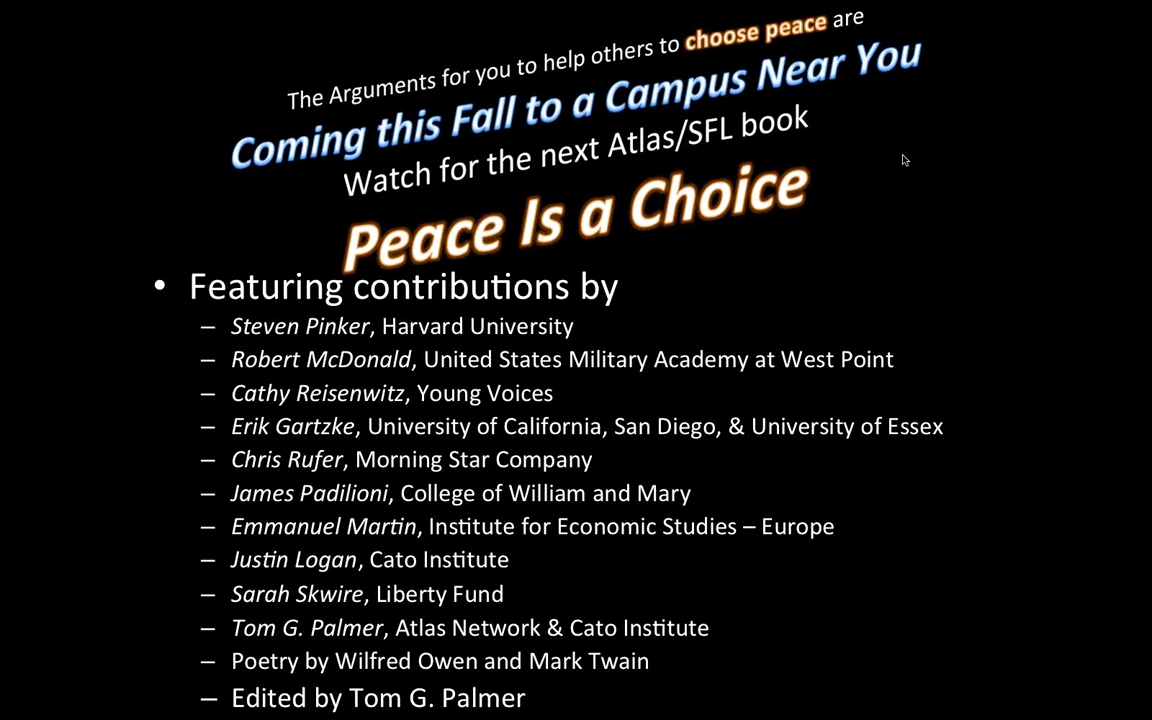 The Arguments for you to help others to choose peace are
Coming this Fall to a Campus Near You
Watch for the next Atlas/SFL book
Peace Is a Choice
• Featuring contributions by
– Steven Pinker, Harvard University
– Robert McDonald, United States Military Academy at West Point
– Cathy Reisenwitz, Young Voices
– Erik Gartzke, University of California, San Diego, & University of Essex
– Chris Rufer, Morning Star Company
– James Padilioni, College of William and Mary
– Emmanuel Martin, Institute for Economic Studies – Europe
– Justin Logan, Cato Institute
– Sarah Skwire, Liberty Fund
– Tom G. Palmer, Atlas Network & Cato Institute
– Poetry by Wilfred Owen and Mark Twain
– Edited by Tom G. Palmer